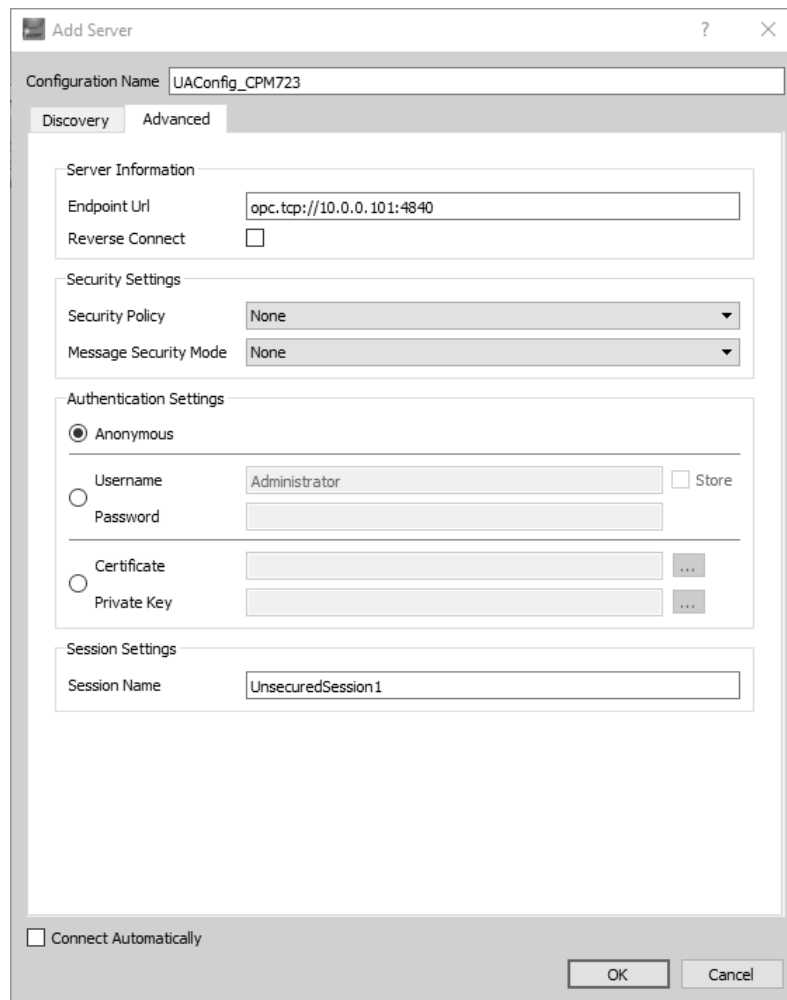 Add Server
?
Configuration Name UAConfig_CPM723
Discovery Advanced
Server Information
Endpoint Url opc.tcp://10.0.0.101:4840
Reverse Connect
Security Settings
Security Policy None
Message Security Mode None
Authentication Settings
Anonymous
Username Administrator Store
Password
Certificate ...
Private Key ...
Session Settings
Session Name UnsecuredSession1
Connect Automatically
OK Cancel